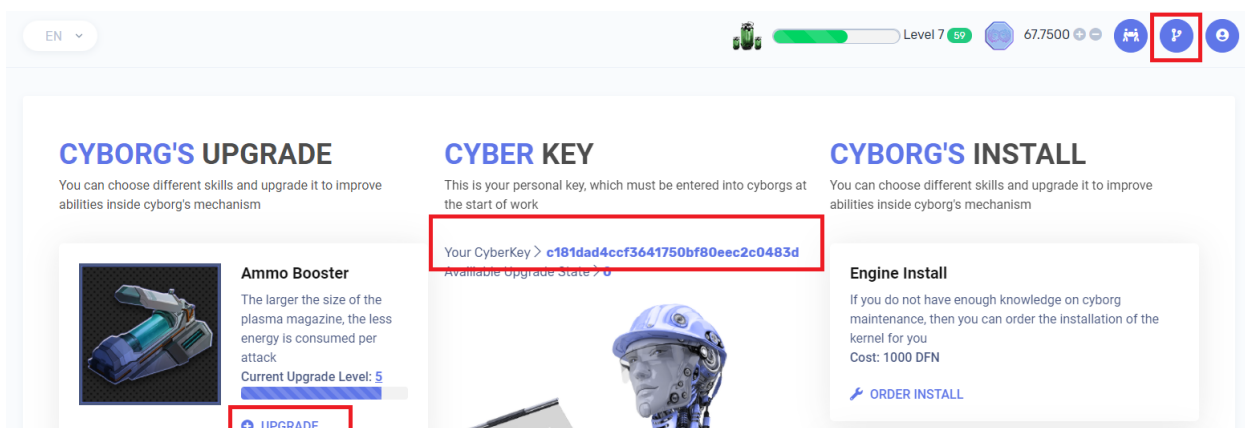 EN
Level 7 59
67.7500
CYBORG'S UPGRADE
You can choose different skills and upgrade it to improve
abilities inside cyborg's mechanism
Ammo Booster
The larger the size of the
plasma magazine, the less
energy is consumed per
attack
Current Upgrade Level: 5
UPGRADE
CYBER KEY
This is your personal key, which must be entered into cyborgs at
the start of work
Your CyberKey > c181dad4ccf3641750bf80eec2c0483d
Availiable Upgrade State > 0
CYBORG'S INSTALL
You can choose different skills and upgrade it to improve
abilities inside cyborg's mechanism
Engine Install
If you do not have enough knowledge on cyborg
maintenance, then you can order the installation of the
kernel for you
Cost: 1000 DFN
ORDER INSTALL